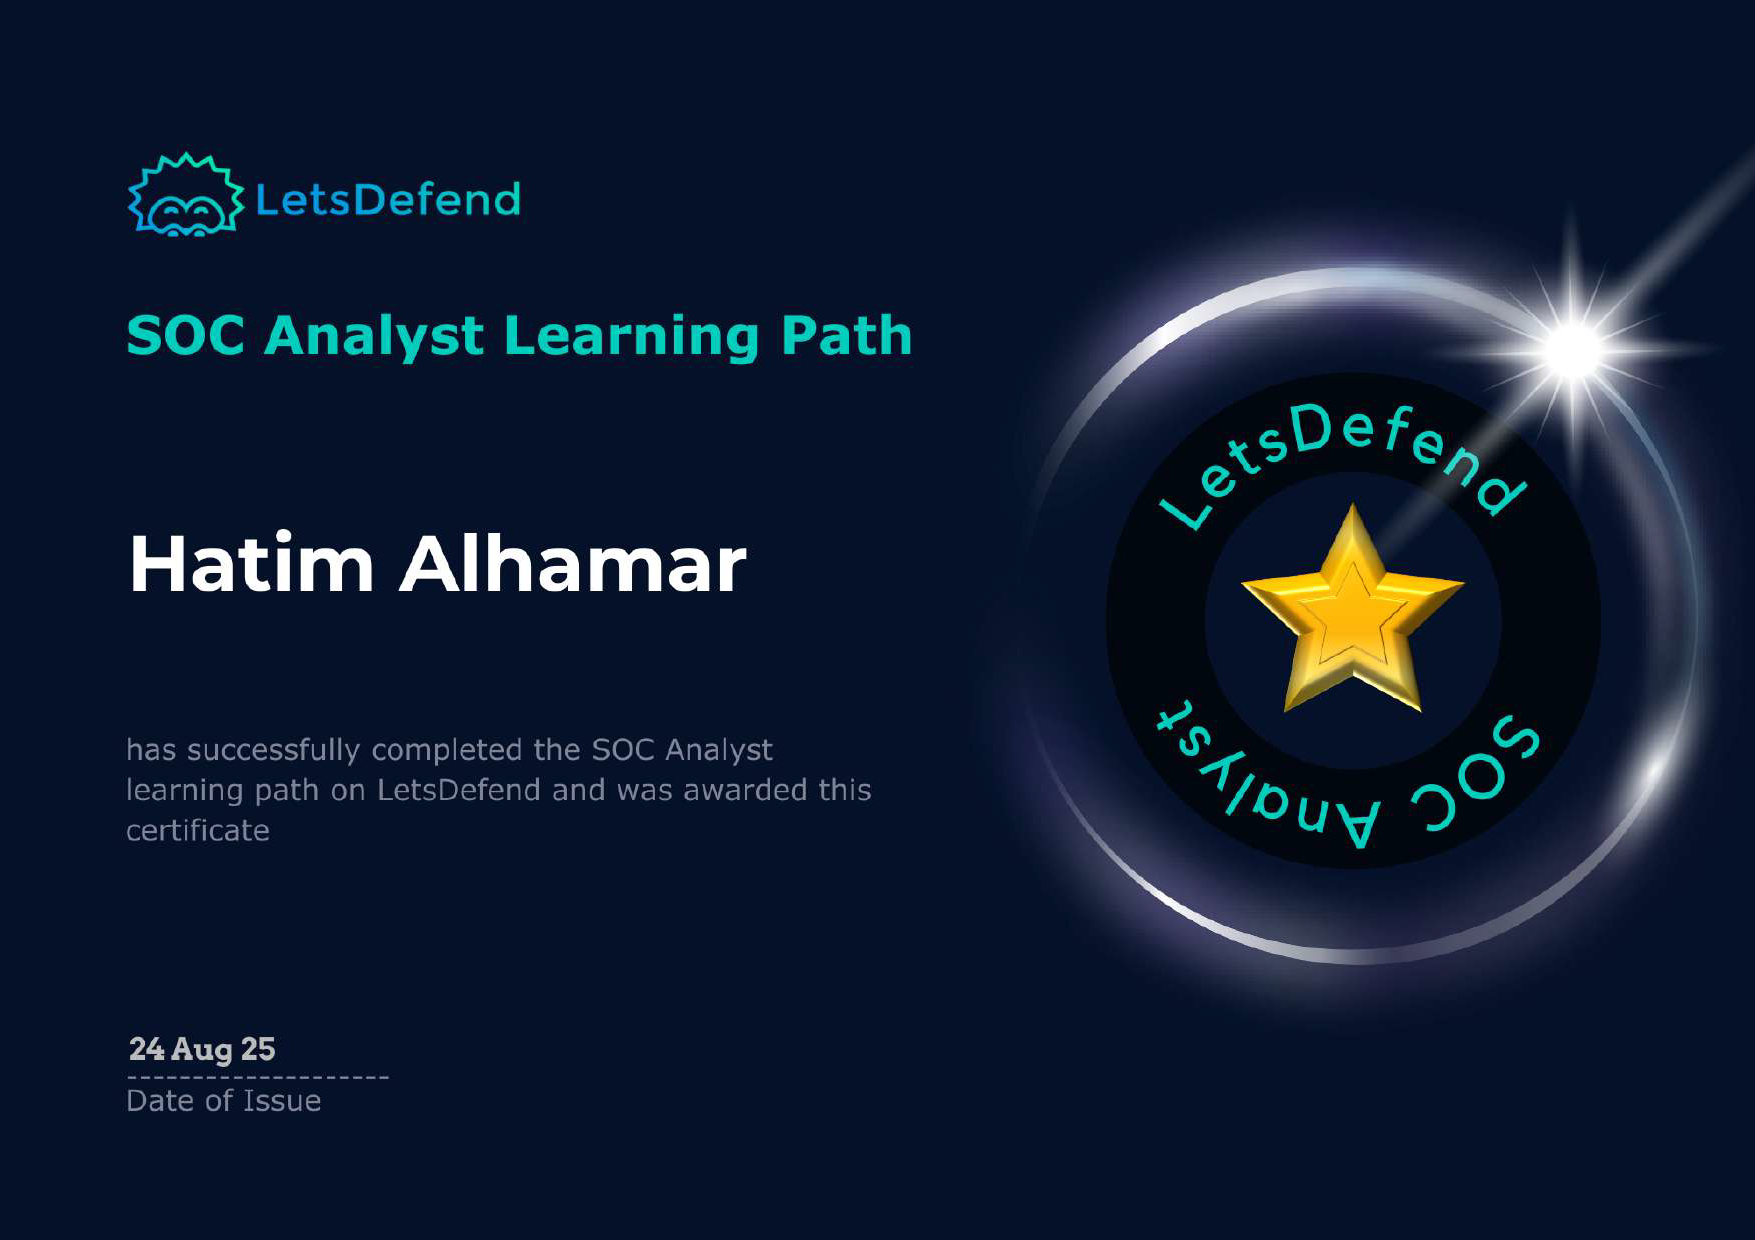 LetsDefend
SOC Analyst Learning Path
Hatim Alhamar
has successfully completed the SOC Analyst
learning path on LetsDefend and was awarded this
certificate
24 Aug 25
--------------------
Date of Issue
LetsDefend
SOC Analyst